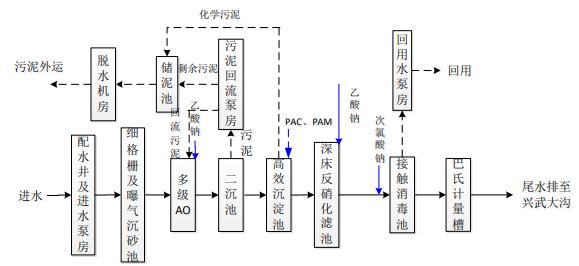 化学污泥
污泥外运
脱水机房
储泥池
剩余污泥
污泥回流泵房
回用水泵房
回用
回流污泥
乙酸钠
污泥
PAC、PAM
乙酸钠
次氯酸钠
进水
配水井及进水泵房
细格栅及曝气沉砂池
多级
AO
二沉池
高效沉淀池
深床反硝化滤池
接触消毒池
巴氏计量槽
尾水排至
兴武大沟